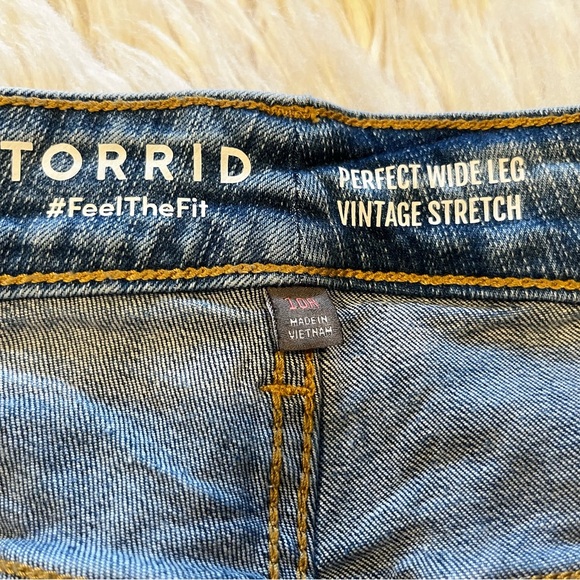 TORRID
#FeelTheFit
PERFECT WIDE LEG
VINTAGE STRETCH
10R
MADE IN
VIETNAM